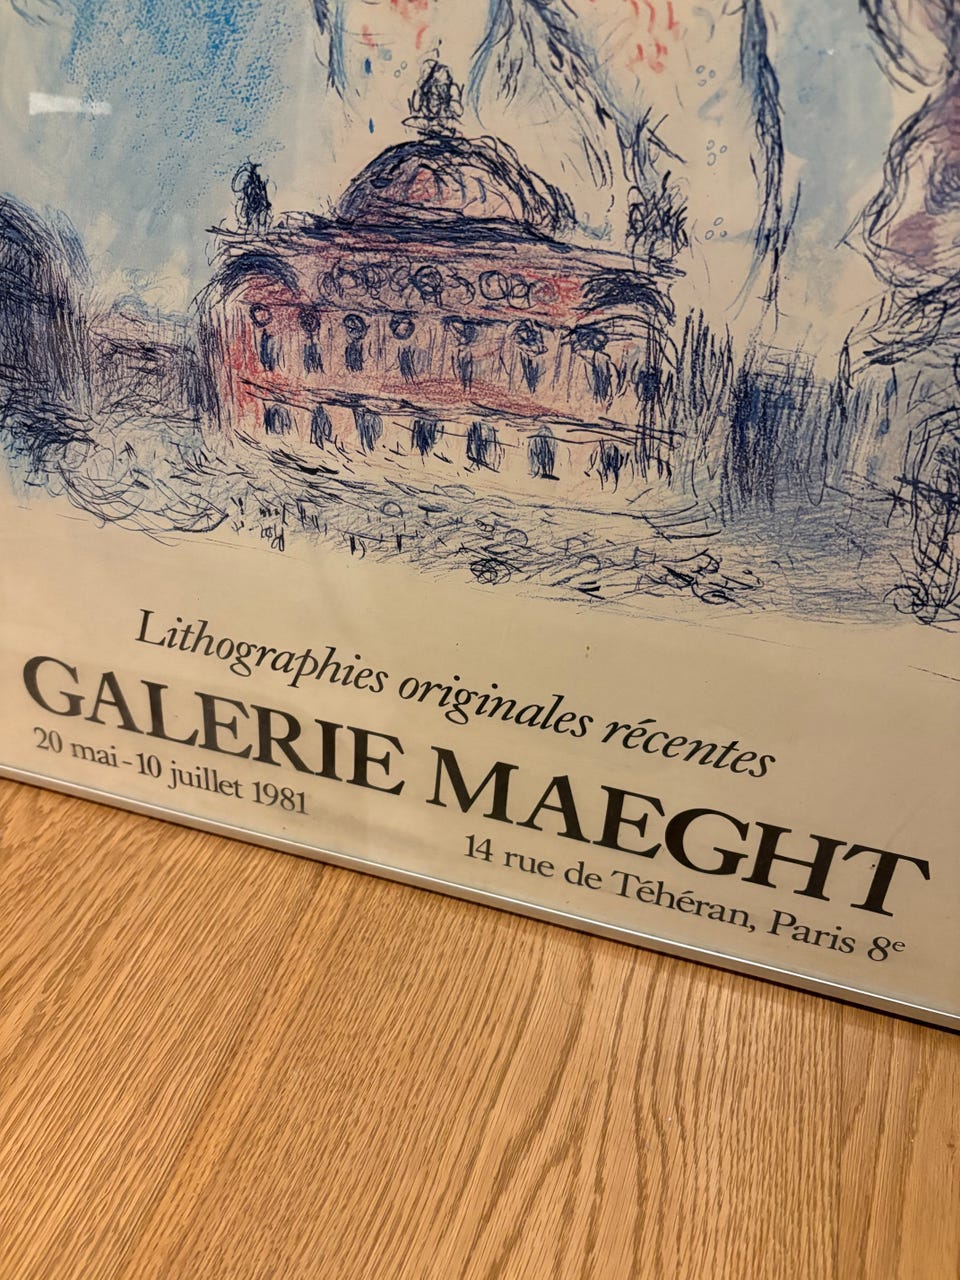 Lithographies originales récentes
GALERIE MAEGHT
20 mai-10 juillet 1981
14 rue de Téhéran, Paris 8e